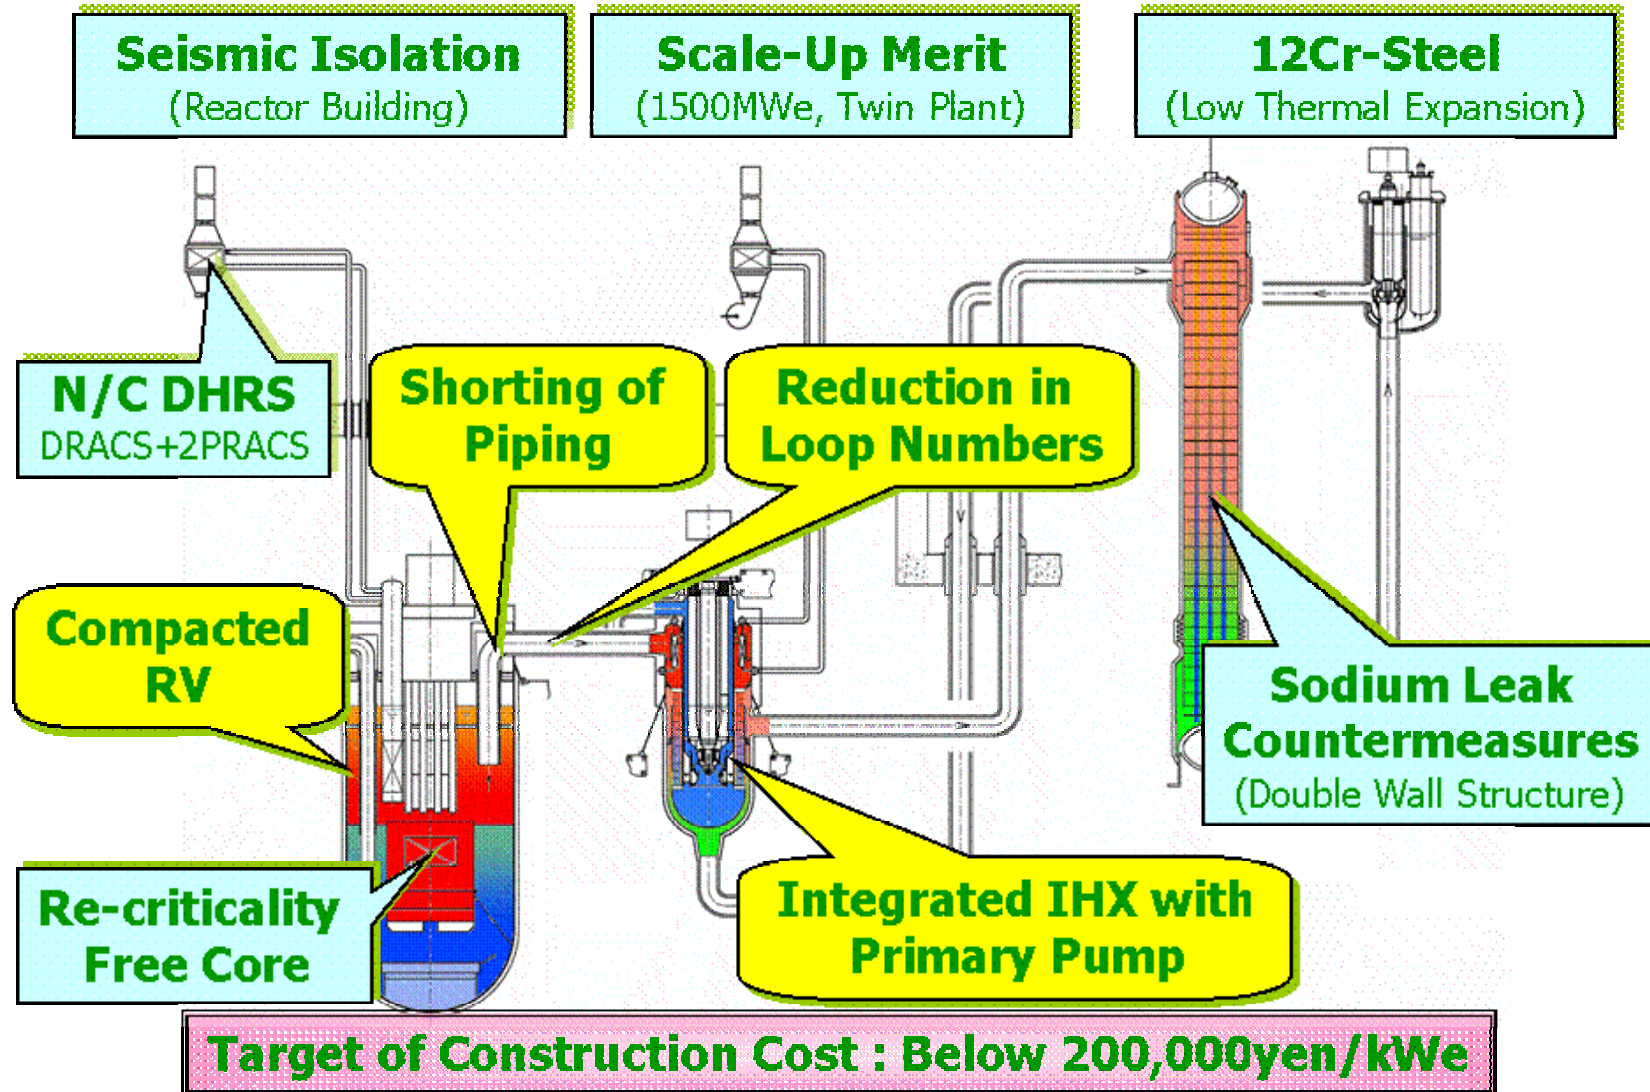 Seismic Isolation
(Reactor Building)
Scale-Up Merit
(1500MWe, Twin Plant)
12Cr-Steel
(Low Thermal Expansion)
N/C DHRS
DRACS+2PRACS
Shorting of
Piping
Reduction in
Loop Numbers
Compacted
RV
Sodium Leak
Countermeasures
(Double Wall Structure)
Re-criticality
Free Core
Integrated IHX with
Primary Pump
Target of Construction Cost : Below 200,000yen/kWe